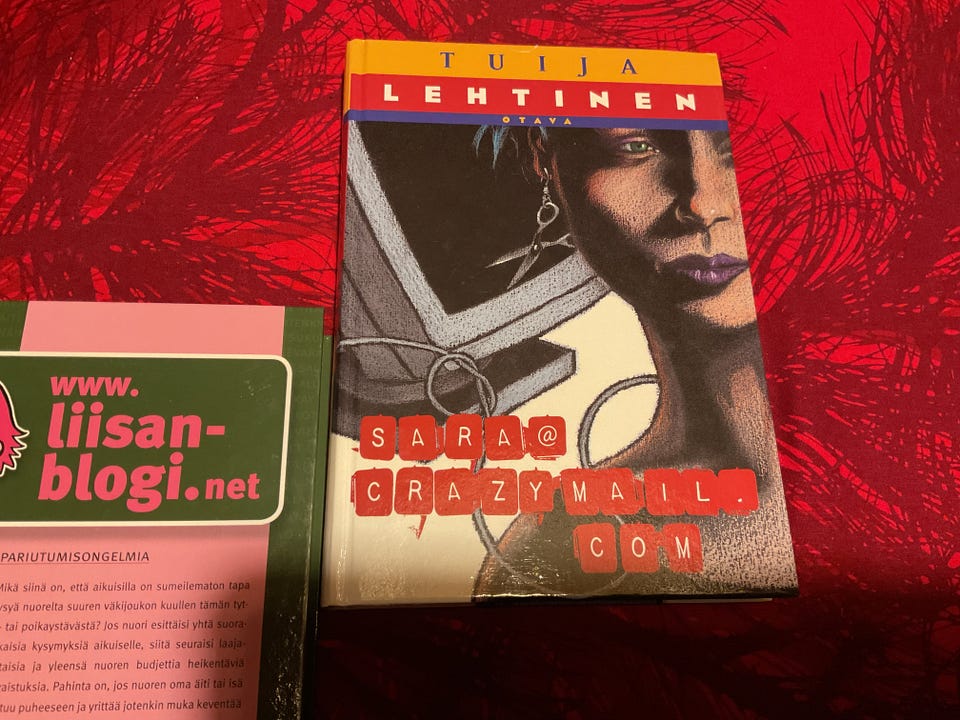 TUIJA
LEHTINEN
OTAVA
SARA@
CRAZYMAIL.
COM
www.
liisan-
blogi.net
PARIUTUMISONGELMIA
Mikä siinä on, että aikuisilla on sumeilematon tapa
ysyä nuorelta suuren väkijoukon kuullen tämän tyt-
- tai poikaystävästä? Jos nuori esittäisi yhtä suora-
kaisia kysymyksiä aikuiselle, siitä seuraisi laaja-
taisia ja yleensä nuoren budjettia heikentäviä
vaistuksia. Pahinta on, jos nuoren oma äiti tai isä
tuu puheeseen ja yrittää jotenkin muka keventää